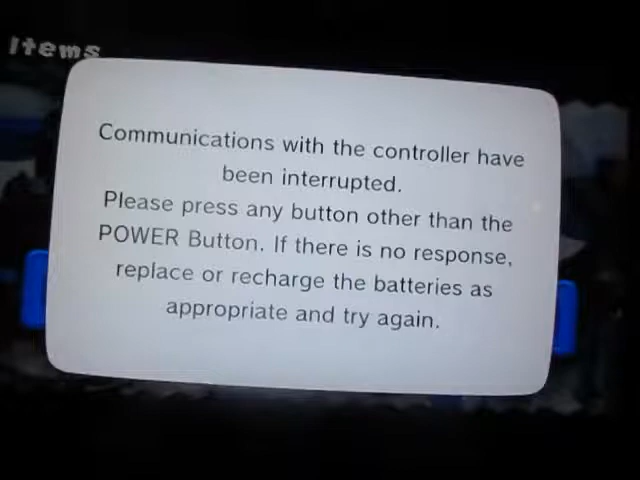 Items
Communications with the controller have
been interrupted.
Please press any button other than the
POWER Button. If there is no response,
replace or recharge the batteries as
appropriate and try again.